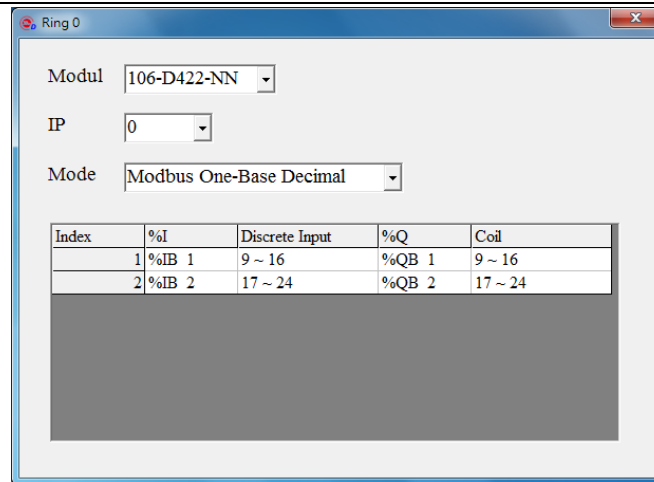 Ring 0
x
Modul 106-D422-NN
IP 0
Mode Modbus One-Base Decimal
Index %I Discrete Input %Q Coil
1 %IB 1 9 ~ 16 %QB 1 9 ~ 16
2 %IB 2 17 ~ 24 %QB 2 17 ~ 24